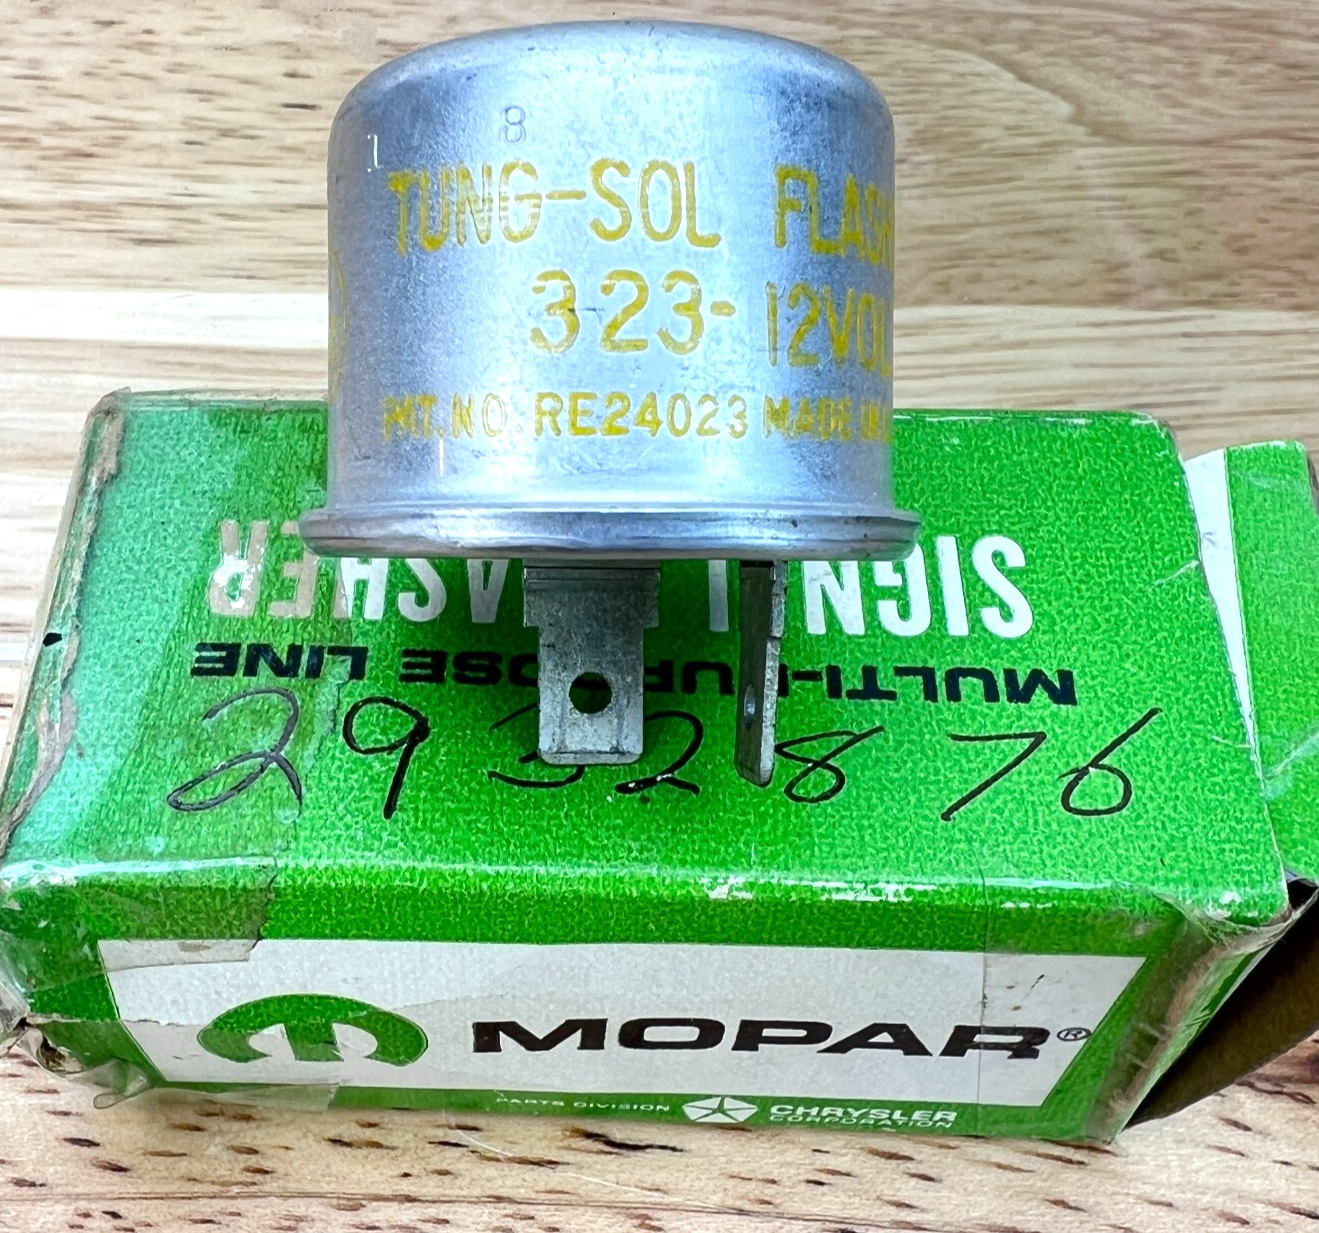 8
TUNG-SOL FLASH
323- 12VOL
PAT. NO. RE24023 MADE IN
SIGNAL FLASHER
MULTI-PURPOSE LINE
2932876
MOPAR®
PARTS DIVISION CHRYSLER
CORPORATION